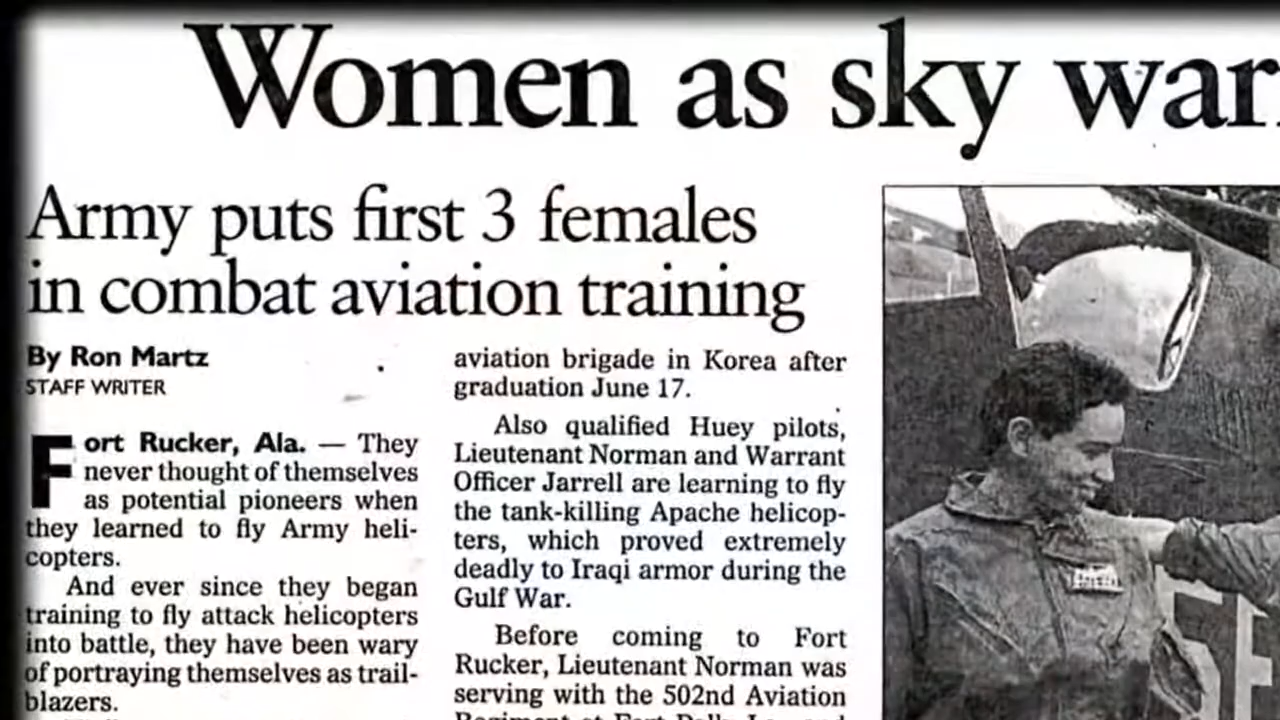 Women as sky war
Army puts first 3 females
in combat aviation training
By Ron Martz
STAFF WRITER
Fort Rucker, Ala. — They
never thought of themselves
as potential pioneers when
they learned to fly Army heli-
copters.
And ever since they began
training to fly attack helicopters
into battle, they have been wary
of portraying themselves as trail-
blazers.
aviation brigade in Korea after
graduation June 17.
Also qualified Huey pilots,
Lieutenant Norman and Warrant
Officer Jarrell are learning to fly
the tank-killing Apache helicop-
ters, which proved extremely
deadly to Iraqi armor during the
Gulf War.
Before coming to Fort
Rucker, Lieutenant Norman was
serving with the 502nd Aviation